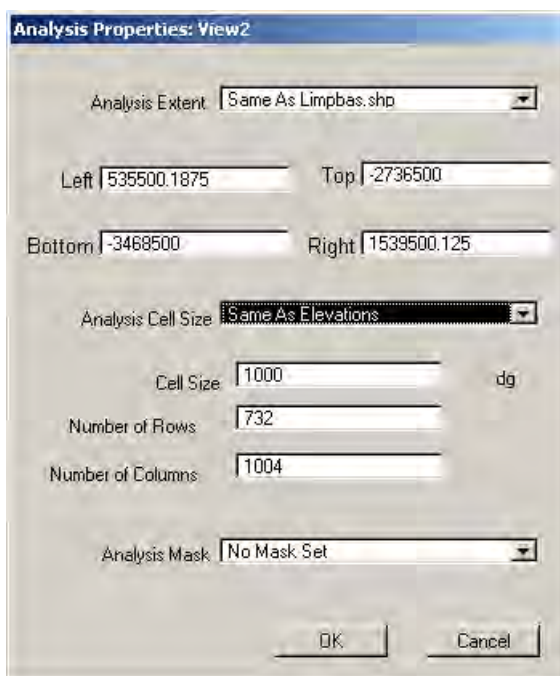 Analysis Properties: View2
Analysis Extent Same As Limpbas.shp
Left 535500.1875 Top -2736500
Bottom -3468500 Right 1539500.125
Analysis Cell Size Same As Elevations
Cell Size 1000 dg
Number of Rows 732
Number of Columns 1004
Analysis Mask No Mask Set
OK Cancel